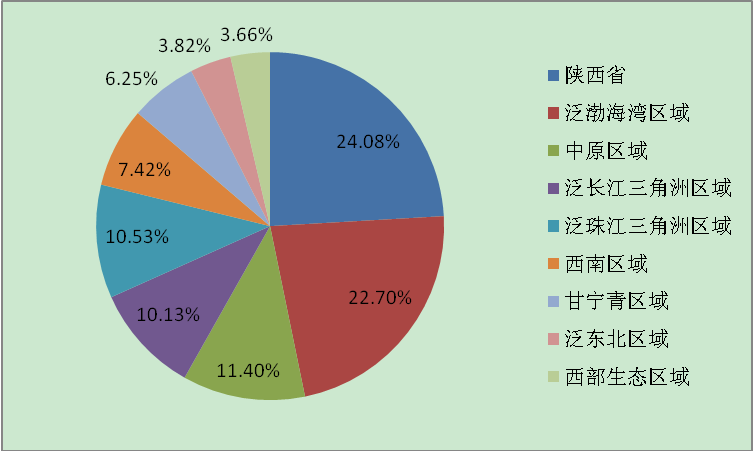 3.66%
3.82%
6.25%
7.42%
10.53%
10.13%
11.40%
22.70%
24.08%
陕西省
泛渤海湾区域
中原区域
泛长江三角洲区域
泛珠江三角洲区域
西南区域
甘宁青区域
泛东北区域
西部生态区域